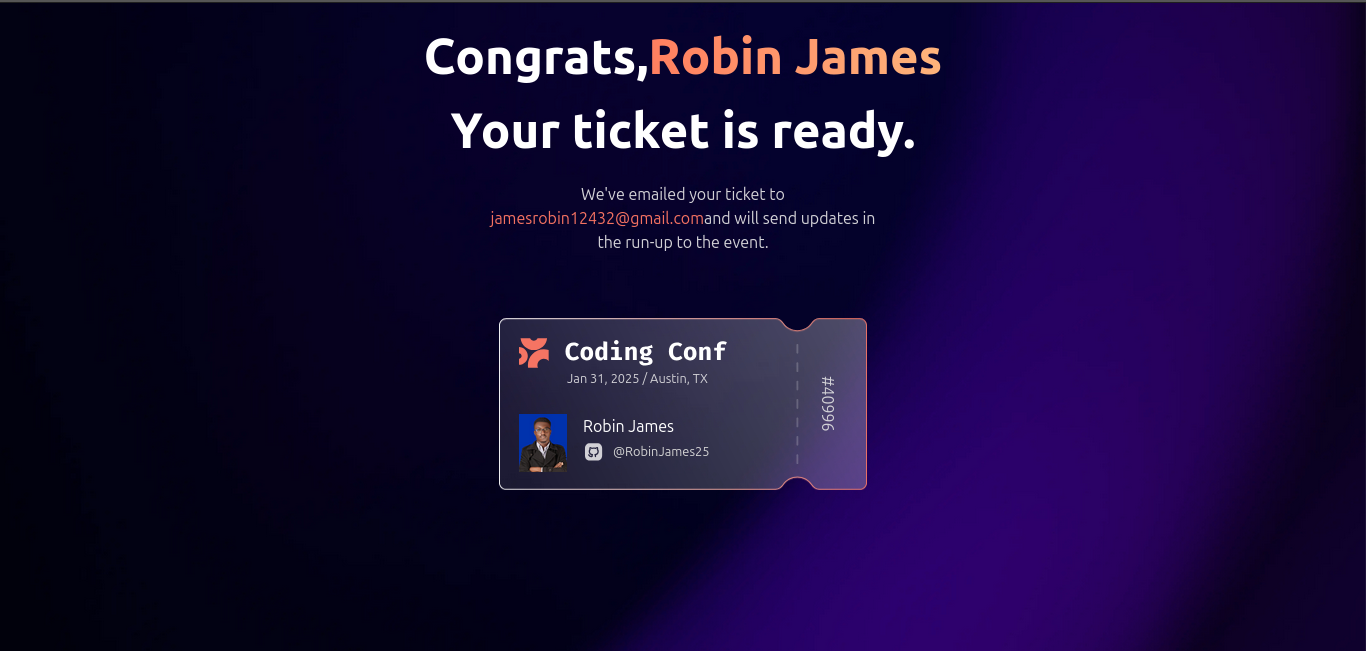 Congrats,Robin James
Your ticket is ready.
We've emailed your ticket to
jamesrobin12432@gmail.comand will send updates in
the run-up to the event.
Coding Conf
Jan 31, 2025 / Austin, TX
Robin James
@RobinJames25
#40996